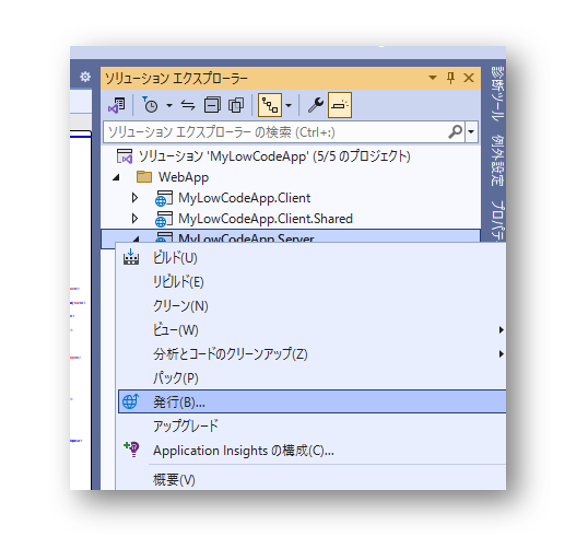 ソリューション エクスプローラー
ソリューション エクスプローラー の検索 (Ctrl+:)
ソリューション 'MyLowCodeApp' (5/5 のプロジェクト)
WebApp
MyLowCodeApp.Client
MyLowCodeApp.Client.Shared
MyLowCodeApp.Server
ビルド(U)
リビルド(E)
クリーン(N)
ビュー(W)
分析とコードのクリーンアップ(Z)
パック(P)
発行(B)...
アップグレード
Application Insights の構成(C)...
概要(V)
診断ツール
例外設定
プロパティ